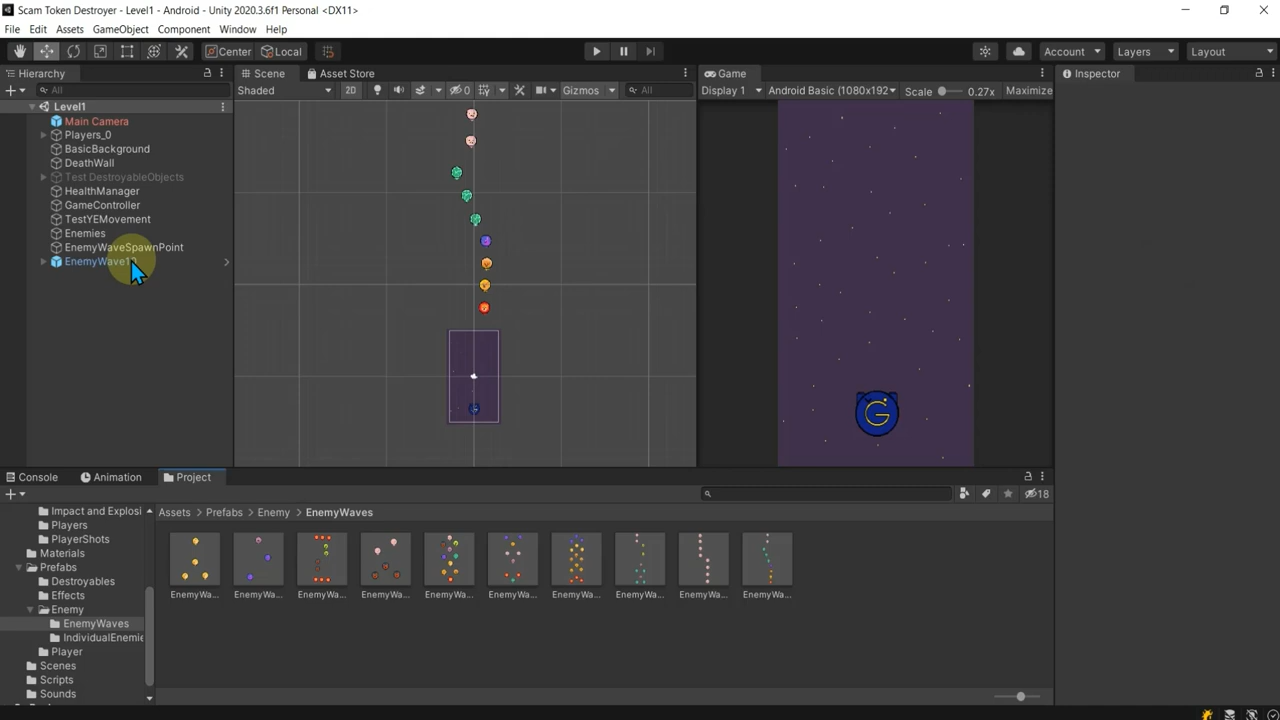 Scam Token Destroyer - Level1 - Android - Unity 2020.3.6f1 Personal <DX11>
File Edit Assets GameObject Component Window Help
Center Local Account Layers Layout
Hierarchy Scene Asset Store Game Inspector
All Shaded 2D 0 Gizmos All Display 1 Android Basic (1080x192 Scale 0.27x Maximize
Level1
Main Camera
Players_0
BasicBackground
DeathWall
Test DestroyableObjects
HealthManager
GameController
TestYEMovement
Enemies
EnemyWaveSpawnPoint
EnemyWave10
G
Console Animation Project
18
Impact and Explosi
Players
PlayerShots
Materials
Prefabs
Destroyables
Effects
Enemy
EnemyWaves
IndividualEnemie
Player
Scenes
Scripts
Sounds
Assets > Prefabs > Enemy > EnemyWaves
EnemyWa... EnemyWa... EnemyWa... EnemyWa... EnemyWa... EnemyWa... EnemyWa... EnemyWa... EnemyWa... EnemyWa...